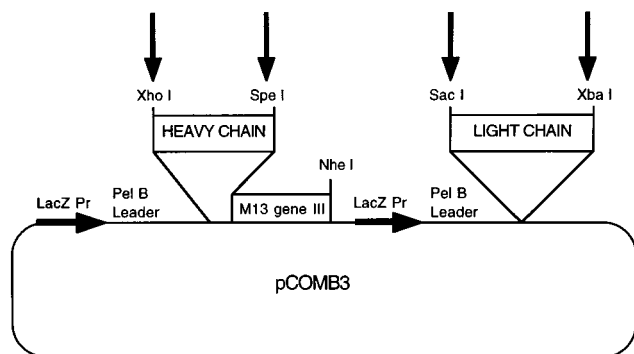 Xho I
Spe I
Sac I
Xba I
HEAVY CHAIN
LIGHT CHAIN
Nhe I
LacZ Pr
Pel B
Leader
M13 gene III
LacZ Pr
Pel B
Leader
pCOMB3